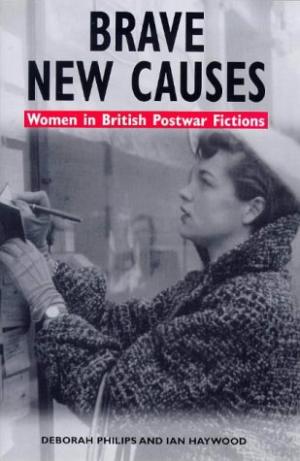 BRAVE
NEW CAUSES
Women in British Postwar Fictions
DEBORAH PHILIPS AND IAN HAYWOOD